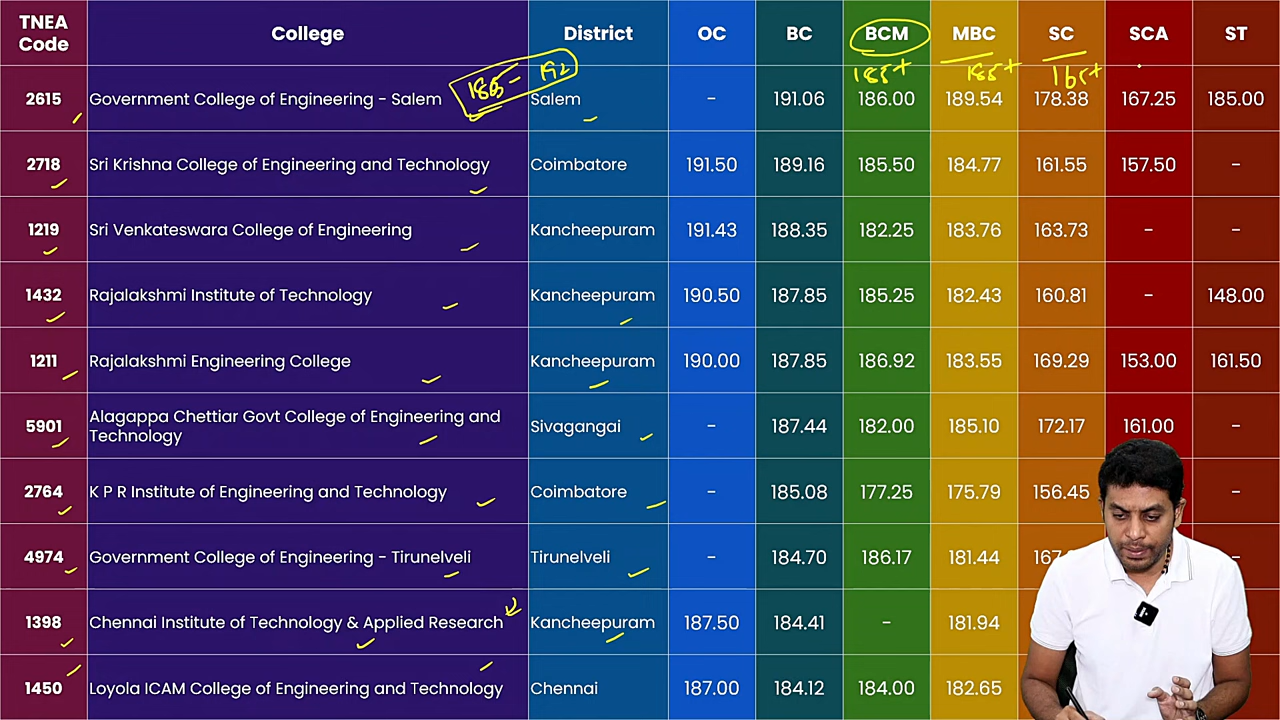 TNEA Code College District OC BC BCM MBC SC SCA ST
185 - 192 185+ 185+ 165+
2615 Government College of Engineering - Salem Salem - 191.06 186.00 189.54 178.38 167.25 185.00
2718 Sri Krishna College of Engineering and Technology Coimbatore 191.50 189.16 185.50 184.77 161.55 157.50 -
1219 Sri Venkateswara College of Engineering Kancheepuram 191.43 188.35 182.25 183.76 163.73 - -
1432 Rajalakshmi Institute of Technology Kancheepuram 190.50 187.85 185.25 182.43 160.81 - 148.00
1211 Rajalakshmi Engineering College Kancheepuram 190.00 187.85 186.92 183.55 169.29 153.00 161.50
5901 Alagappa Chettiar Govt College of Engineering and Technology Sivagangai - 187.44 182.00 185.10 172.17 161.00 -
2764 K P R Institute of Engineering and Technology Coimbatore - 185.08 177.25 175.79 156.45 -
4974 Government College of Engineering - Tirunelveli Tirunelveli - 184.70 186.17 181.44 -
1398 Chennai Institute of Technology & Applied Research Kancheepuram 187.50 184.41 - 181.94
1450 Loyola ICAM College of Engineering and Technology Chennai 187.00 184.12 184.00 182.65